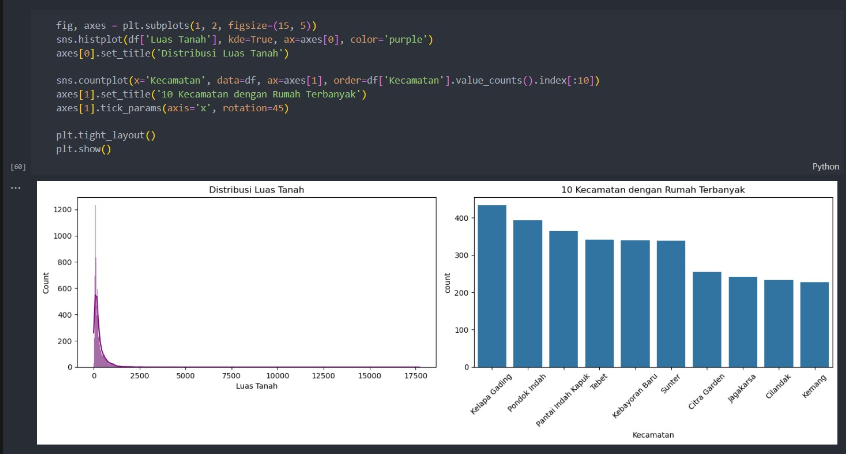 fig, axes = plt.subplots(1, 2, figsize=(15, 5))
sns.histplot(df['Luas Tanah'], kde=True, ax=axes[0], color='purple')
axes[0].set_title('Distribusi Luas Tanah')
sns.countplot(x='Kecamatan', data=df, ax=axes[1], order=df['Kecamatan'].value_counts().index[:10])
axes[1].set_title('10 Kecamatan dengan Rumah Terbanyak')
axes[1].tick_params(axis='x', rotation=45)
plt.tight_layout()
plt.show()
[60]
Python
...
Distribusi Luas Tanah
1200
1000
800
600
400
200
0
Count
0 2500 5000 7500 10000 12500 15000 17500
Luas Tanah
10 Kecamatan dengan Rumah Terbanyak
400
300
200
100
0
count
Kelapa Gading
Pondok Indah
Pantai Indah Kapuk
Tebet
Kebayoran Baru
Sunter
Citra Garden
Jagakarsa
Cilandak
Kemang
Kecamatan